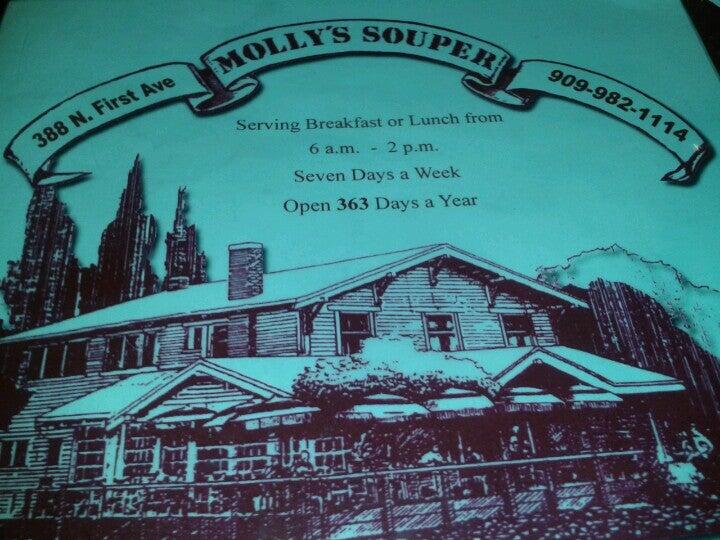 388 N. First Ave
MOLLY'S SOUPER
909-982-1114
Serving Breakfast or Lunch from
6 a.m. - 2 p.m.
Seven Days a Week
Open 363 Days a Year